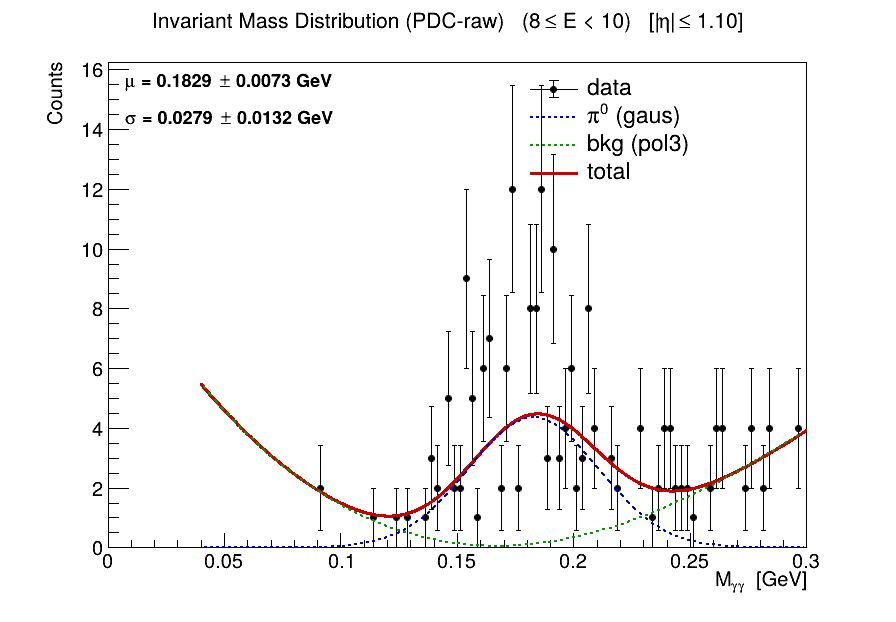 Invariant Mass Distribution (PDC-raw) (8 ≤ E < 10) [|η| ≤ 1.10]
Counts
μ = 0.1829 ± 0.0073 GeV
σ = 0.0279 ± 0.0132 GeV
data
π⁰ (gaus)
bkg (pol3)
total
16
14
12
10
8
6
4
2
0
0 0.05 0.1 0.15 0.2 0.25 0.3
Mγγ [GeV]